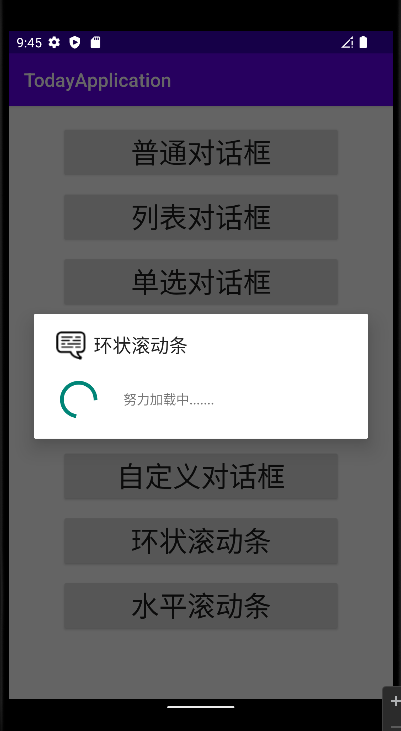 9:45
TodayApplication
普通对话框
列表对话框
单选对话框
环状滚动条
努力加载中.......
自定义对话框
环状滚动条
水平滚动条